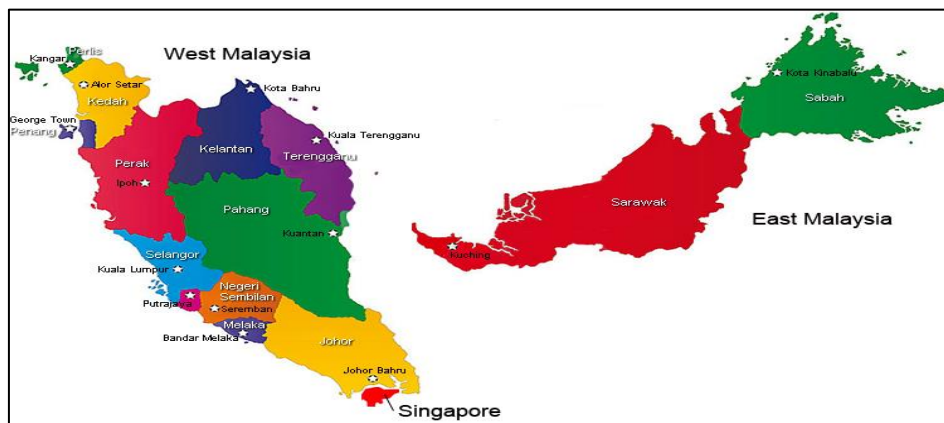 West Malaysia
Perlis
Kangar
Alor Setar
Kedah
Kota Bahru
George Town
Penang
Kuala Terengganu
Kelantan
Terengganu
Perak
Ipoh
Pahang
Kuantan
Selangor
Kuala Lumpur
Negeri
Sembilan
Putrajaya
Seremban
Melaka
Bandar Melaka
Johor
Johor Bahru
Singapore
Kota Kinabalu
Sabah
Sarawak
East Malaysia
Kuching